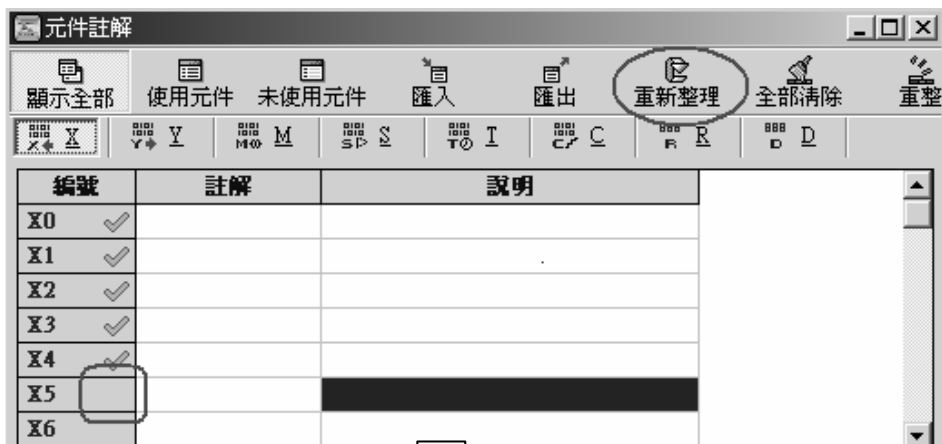 元件註解
顯示全部 使用元件 未使用元件 匯入 匯出 重新整理 全部清除 重整
X Y M S T C R D
編號 註解 說明
X0
X1
X2
X3
X4
X5
X6